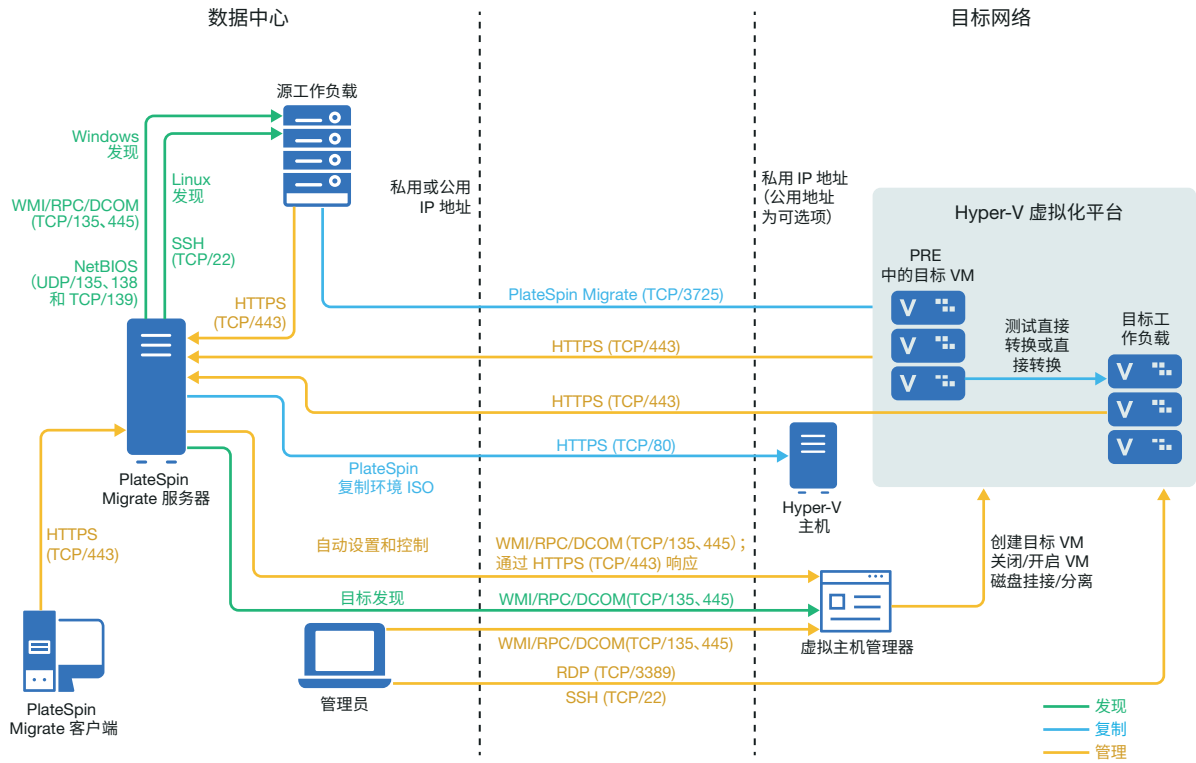 数据中心
目标网络
源工作负载
Windows
发现
Linux
发现
WMI/RPC/DCOM
(TCP/135、445)
SSH
(TCP/22)
NetBIOS
(UDP/135、138
和 TCP/139)
HTTPS
(TCP/443)
私用或公用
IP 地址
私用 IP 地址
(公用地址
为可选项)
Hyper-V 虚拟化平台
PRE
中的目标 VM
V
V
V
测试直接
转换或直
接转换
目标工
作负载
V
V
V
PlateSpin Migrate (TCP/3725)
HTTPS (TCP/443)
HTTPS (TCP/443)
HTTPS (TCP/80)
PlateSpin
复制环境 ISO
PlateSpin
Migrate 服务器
Hyper-V
主机
HTTPS
(TCP/443)
自动设置和控制
WMI/RPC/DCOM（TCP/135、445）；
通过 HTTPS (TCP/443) 响应
创建目标 VM
关闭/开启 VM
磁盘挂接/分离
目标发现
WMI/RPC/DCOM(TCP/135、445)
WMI/RPC/DCOM(TCP/135、445)
虚拟主机管理器
RDP (TCP/3389)
SSH (TCP/22)
管理员
PlateSpin
Migrate 客户端
发现
复制
管理